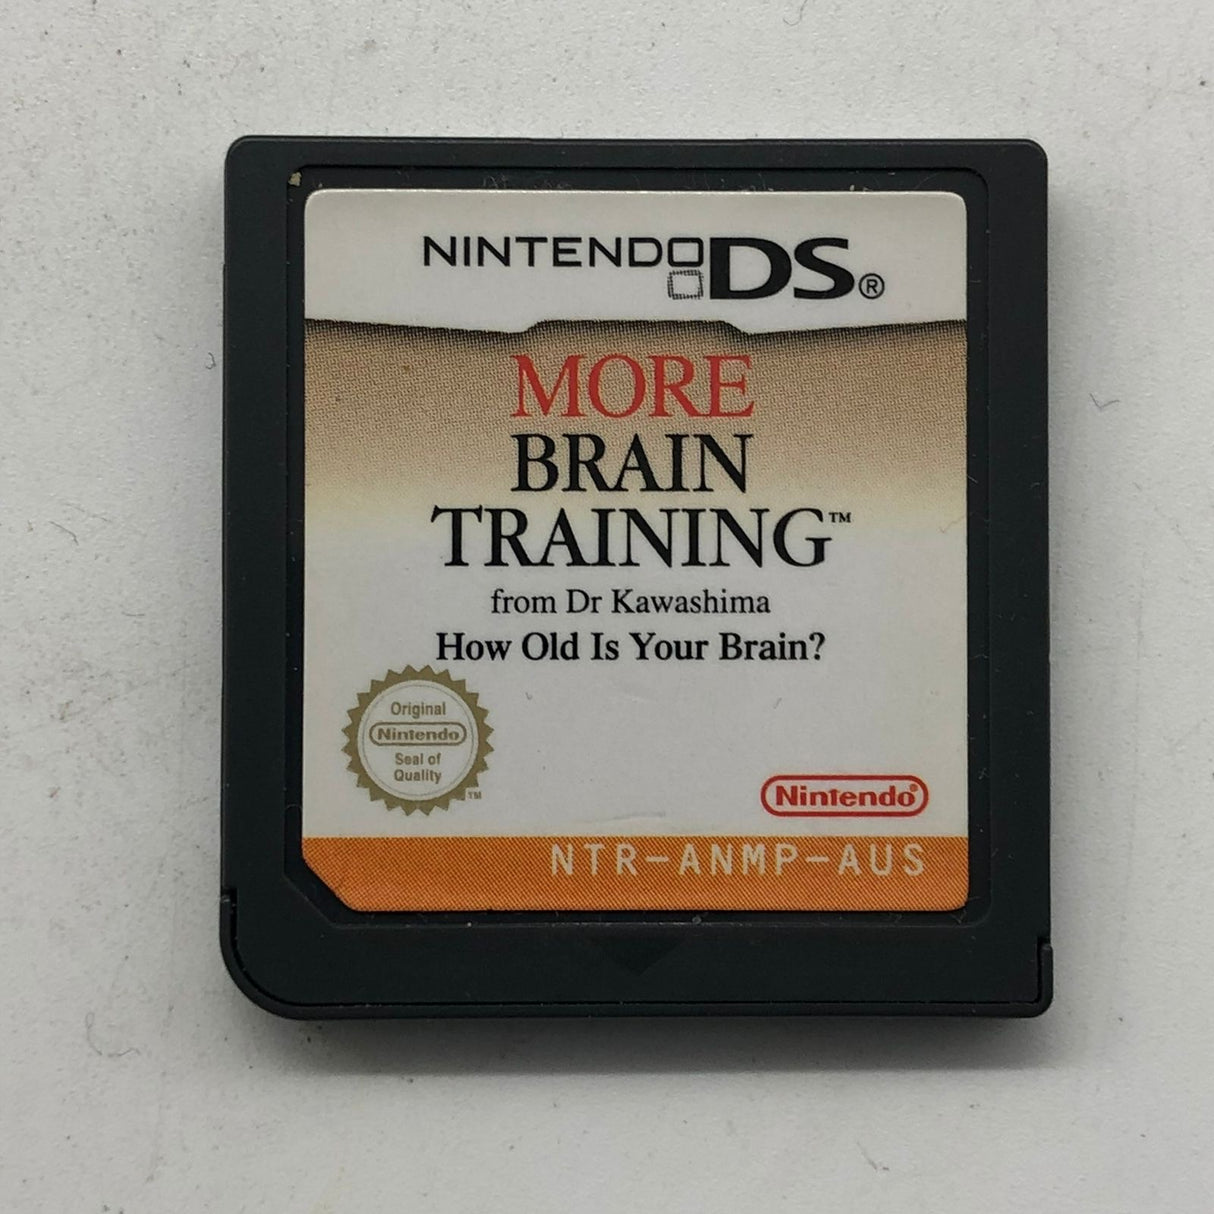 NINTENDO DS®
MORE
BRAIN
TRAINING™
from Dr Kawashima
How Old Is Your Brain?
Original
Nintendo
Seal of
Quality
TM
Nintendo®
NTR-ANMP-AUS